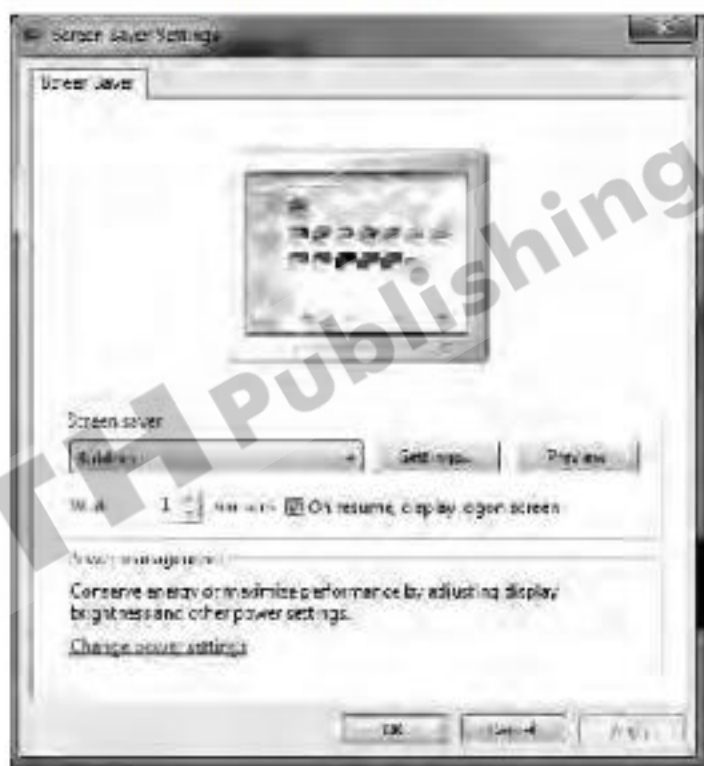 Screen Saver Settings
Screen Saver
Screen saver
Settings... Preview
Wait: 1 minutes On resume, display logon screen
Power management
Conserve energy or maximize performance by adjusting display
brightness and other power settings.
Change power settings
OK Cancel Apply
TH Publishing